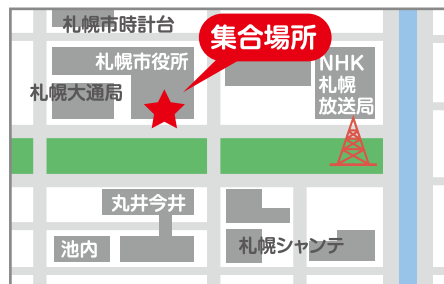 札幌市時計台
集合場所
札幌市役所
NHK
札幌
放送局
札幌大通局
丸井今井
池内
札幌シャンテ